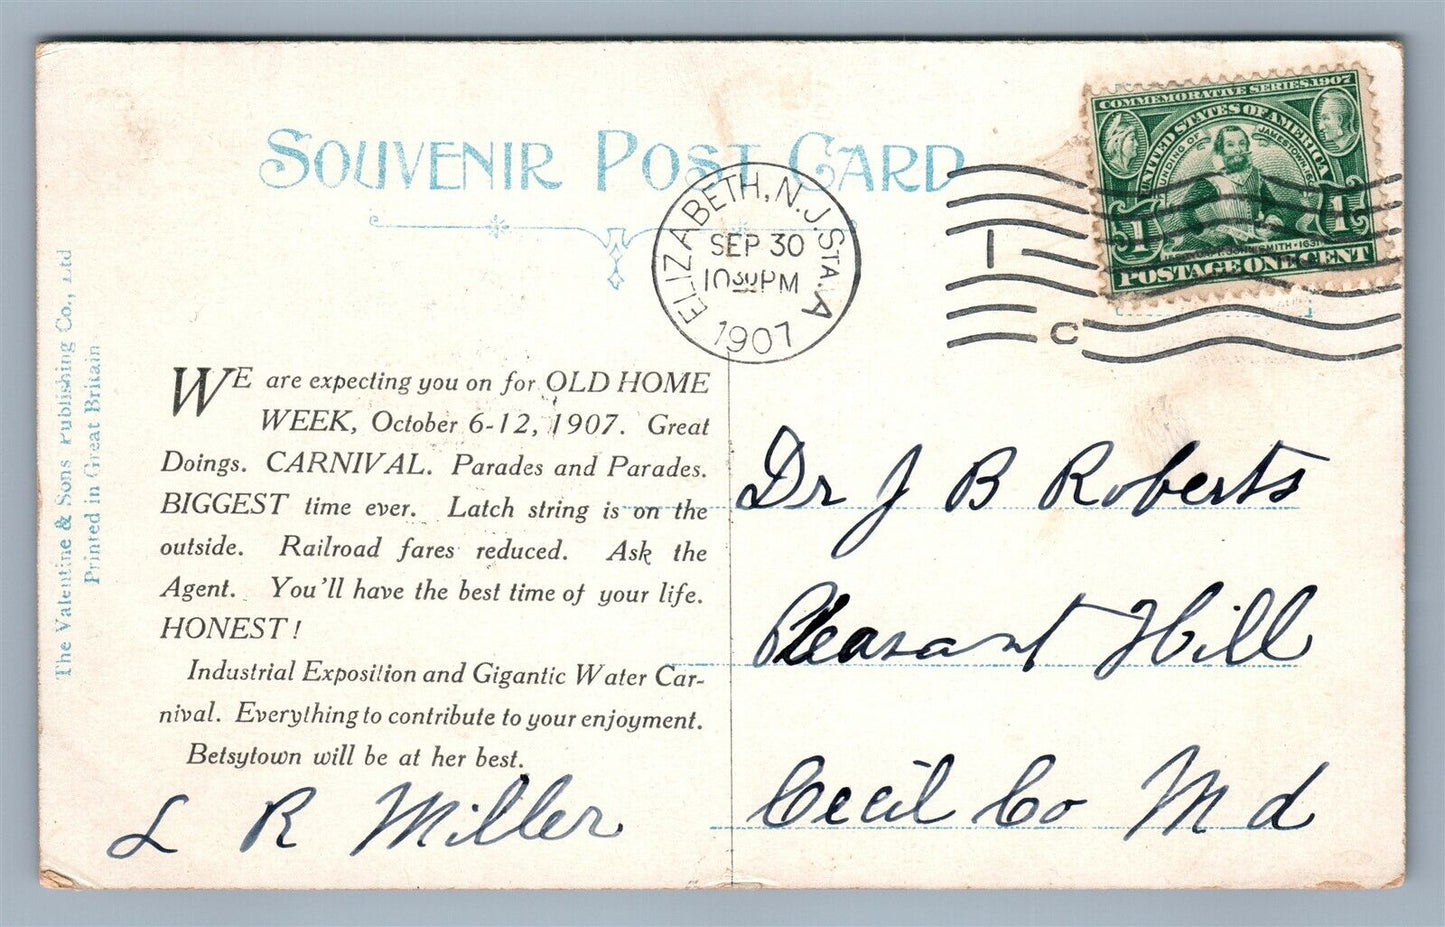 SOUVENIR POST CARD
COMMEMORATIVE SERIES 1907
UNITED STATES OF AMERICA
FOUNDING OF JAMESTOWN
1 1
POSTAGE ONE CENT
ELIZABETH, N.J. STA. A
SEP 30
10 30 PM
1907
C
The Valentine & Sons Publishing Co., Ltd
Printed in Great Britain
WE are expecting you on for OLD HOME
WEEK, October 6-12, 1907. Great
Doings. CARNIVAL. Parades and Parades.
BIGGEST time ever. Latch string is on the
outside. Railroad fares reduced. Ask the
Agent. You'll have the best time of your life.
HONEST!
Industrial Exposition and Gigantic Water Car-
nival. Everything to contribute to your enjoyment.
Betsytown will be at her best.
L R Miller
Dr J B Roberts
Pleasant Hill
Cecil Co Md